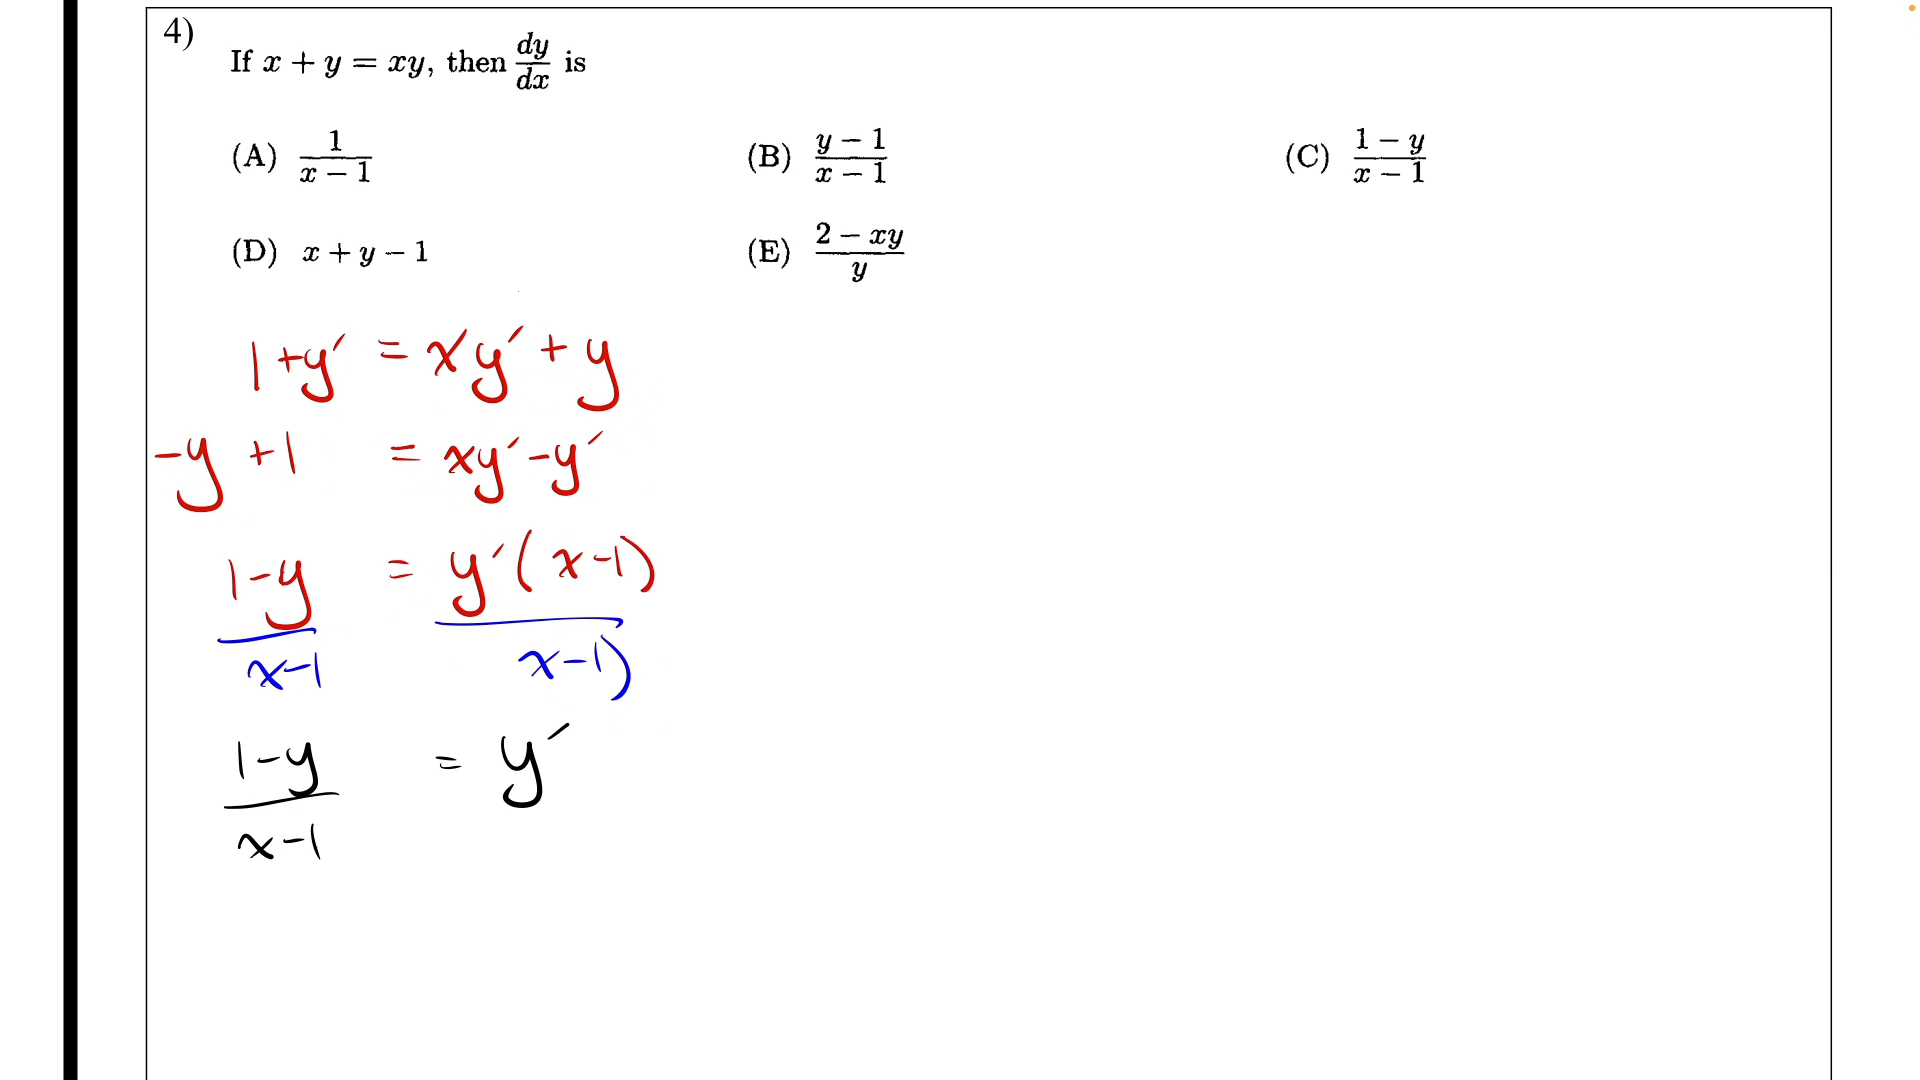 4)
If x + y = xy, then dy/dx is
(A) 1/(x − 1) (B) (y − 1)/(x − 1) (C) (1 − y)/(x − 1)
(D) x + y − 1 (E) (2 − xy)/y
1 + y′ = xy′ + y
−y + 1 = xy′ − y′
1 − y = y′(x − 1)
x − 1 x − 1)
(1 − y)/(x − 1) = y′